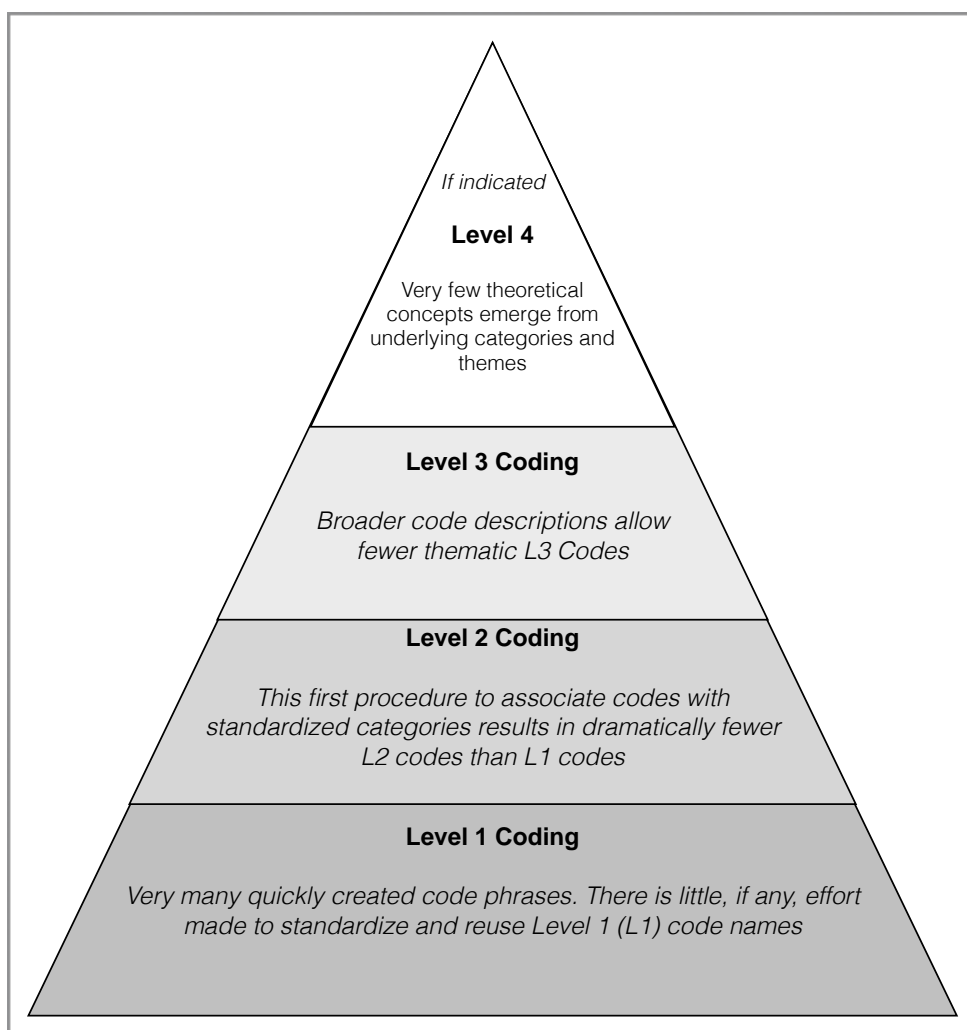 If indicated
Level 4
Very few theoretical
concepts emerge from
underlying categories and
themes
Level 3 Coding
Broader code descriptions allow
fewer thematic L3 Codes
Level 2 Coding
This first procedure to associate codes with
standardized categories results in dramatically fewer
L2 codes than L1 codes
Level 1 Coding
Very many quickly created code phrases. There is little, if any, effort
made to standardize and reuse Level 1 (L1) code names